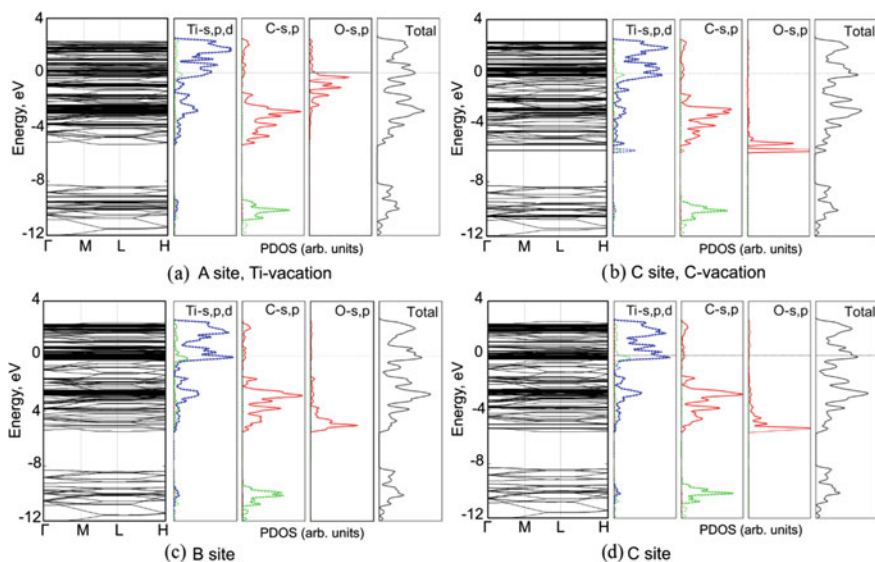 4
0
-4
-8
-12
Energy, eV
Ti-s,p,d
C-s,p
O-s,p
Total
Γ M L H
PDOS (arb. units)
(a) A site, Ti-vacation
4
0
-4
-8
-12
Energy, eV
Ti-s,p,d
C-s,p
O-s,p
Total
Γ M L H
PDOS (arb. units)
(b) C site, C-vacation
4
0
4
-8
-12
Energy, eV
Ti-s,p,d
C-s,p
O-s,p
Total
Γ M L H
PDOS (arb. units)
(c) B site
4
0
-4
-8
-12
Energy, eV
Ti-s,p,d
C-s,p
O-s,p
Total
Γ M L H
PDOS (arb. units)
(d) C site